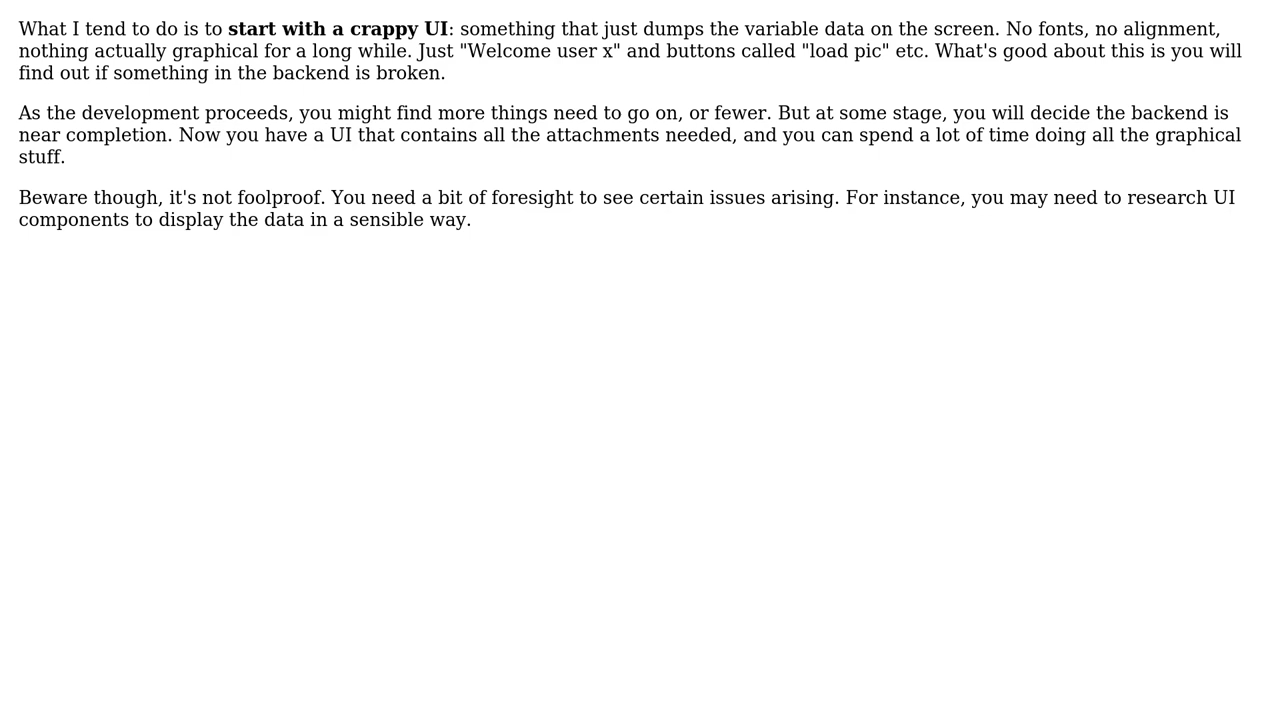 What I tend to do is to start with a crappy UI: something that just dumps the variable data on the screen. No fonts, no alignment,
nothing actually graphical for a long while. Just "Welcome user x" and buttons called "load pic" etc. What's good about this is you will
find out if something in the backend is broken.
As the development proceeds, you might find more things need to go on, or fewer. But at some stage, you will decide the backend is
near completion. Now you have a UI that contains all the attachments needed, and you can spend a lot of time doing all the graphical
stuff.
Beware though, it's not foolproof. You need a bit of foresight to see certain issues arising. For instance, you may need to research UI
components to display the data in a sensible way.